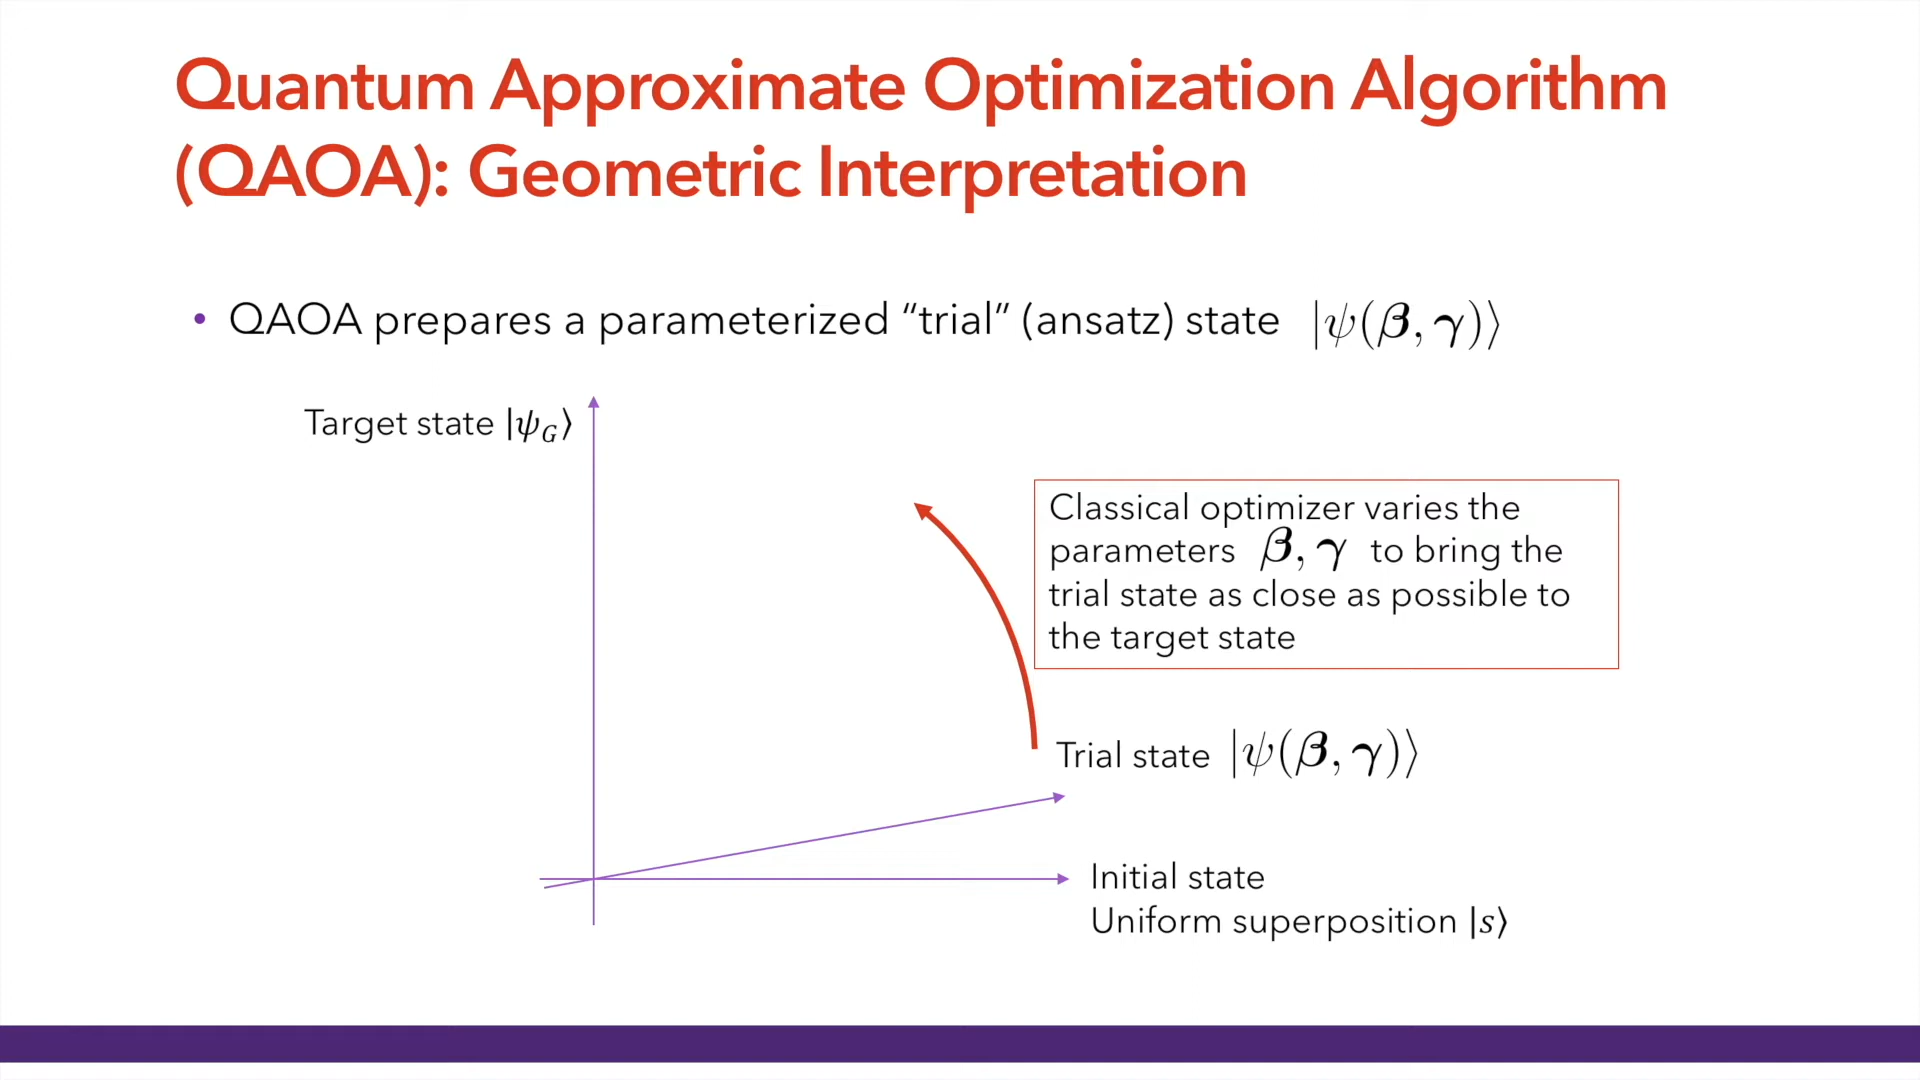 Quantum Approximate Optimization Algorithm
(QAOA): Geometric Interpretation
• QAOA prepares a parameterized “trial” (ansatz) state |ψ(β, γ)⟩
Target state |ψ_G⟩
Classical optimizer varies the
parameters β, γ to bring the
trial state as close as possible to
the target state
Trial state |ψ(β, γ)⟩
Initial state
Uniform superposition |s⟩